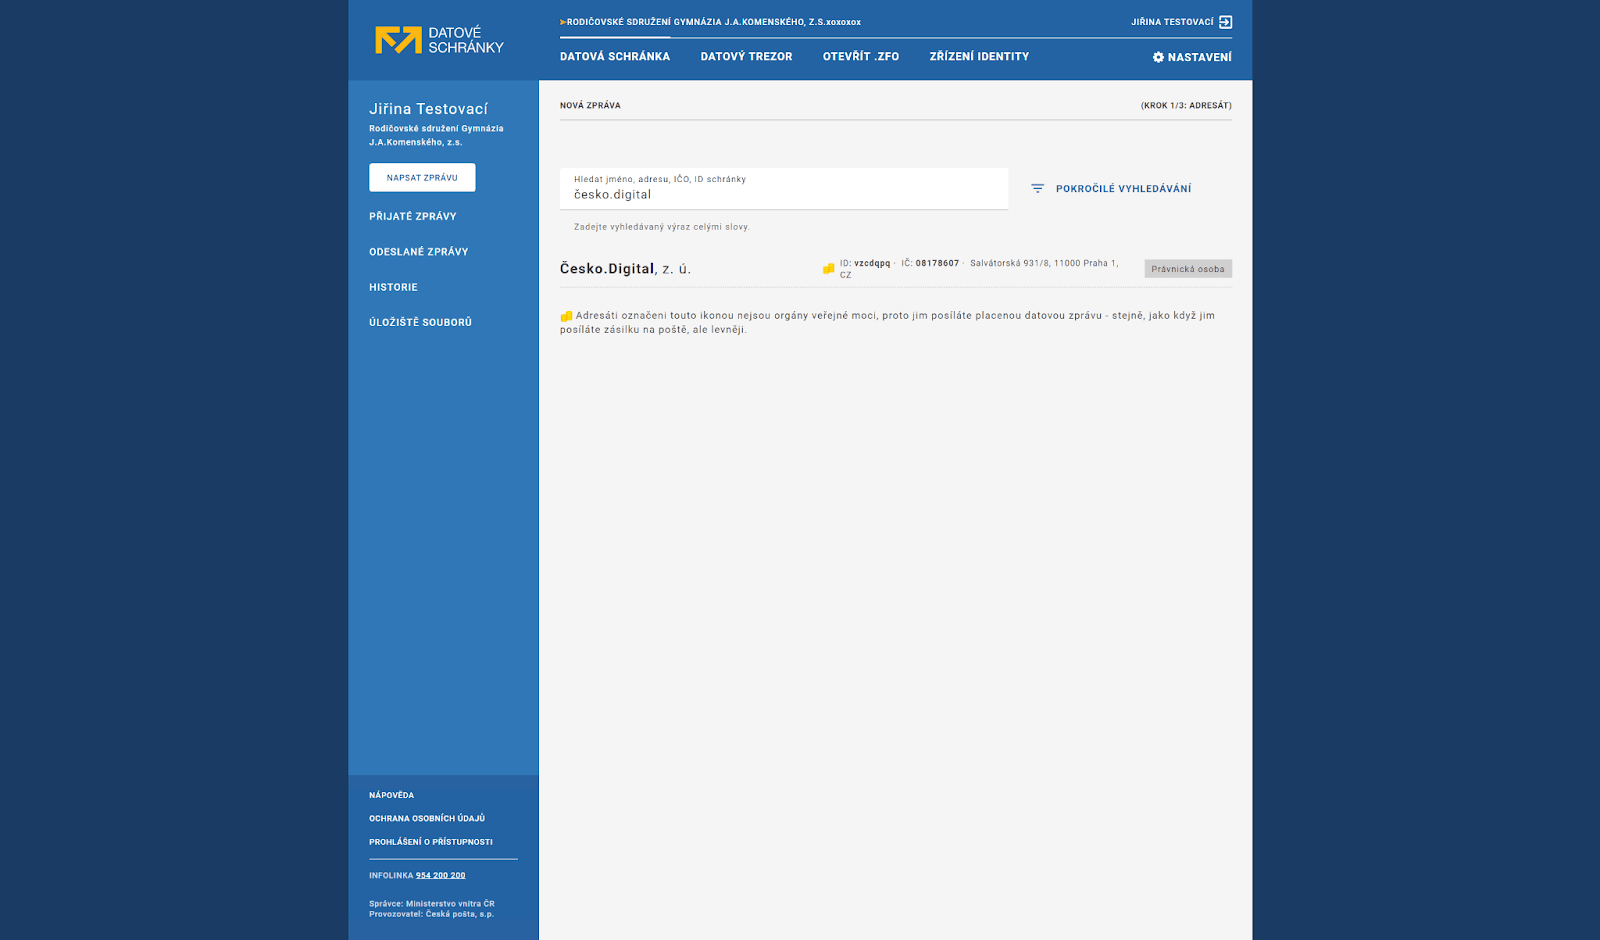 DATOVÉ
SCHRÁNKY
➤RODIČOVSKÉ SDRUŽENÍ GYMNÁZIA J.A.KOMENSKÉHO, Z.S.xoxoxox
JIŘINA TESTOVACÍ
DATOVÁ SCHRÁNKA
DATOVÝ TREZOR
OTEVŘÍT .ZFO
ZŘÍZENÍ IDENTITY
NASTAVENÍ
Jiřina Testovací
Rodičovské sdružení Gymnázia
J.A.Komenského, z.s.
NAPSAT ZPRÁVU
PŘIJATÉ ZPRÁVY
ODESLANÉ ZPRÁVY
HISTORIE
ÚLOŽIŠTĚ SOUBORŮ
NOVÁ ZPRÁVA
(KROK 1/3: ADRESÁT)
Hledat jméno, adresu, IČO, ID schránky
česko.digital
POKROČILÉ VYHLEDÁVÁNÍ
Zadejte vyhledávaný výraz celými slovy.
Česko.Digital, z. ú.
ID: vzcdqpq · IČ: 08178607 · Salvátorská 931/8, 11000 Praha 1,
CZ
Právnická osoba
Adresáti označeni touto ikonou nejsou orgány veřejné moci, proto jim posíláte placenou datovou zprávu - stejně, jako když jim
posíláte zásilku na poště, ale levněji.
NÁPOVĚDA
OCHRANA OSOBNÍCH ÚDAJŮ
PROHLÁŠENÍ O PŘÍSTUPNOSTI
INFOLINKA 954 200 200
Správce: Ministerstvo vnitra ČR
Provozovatel: Česká pošta, s.p.